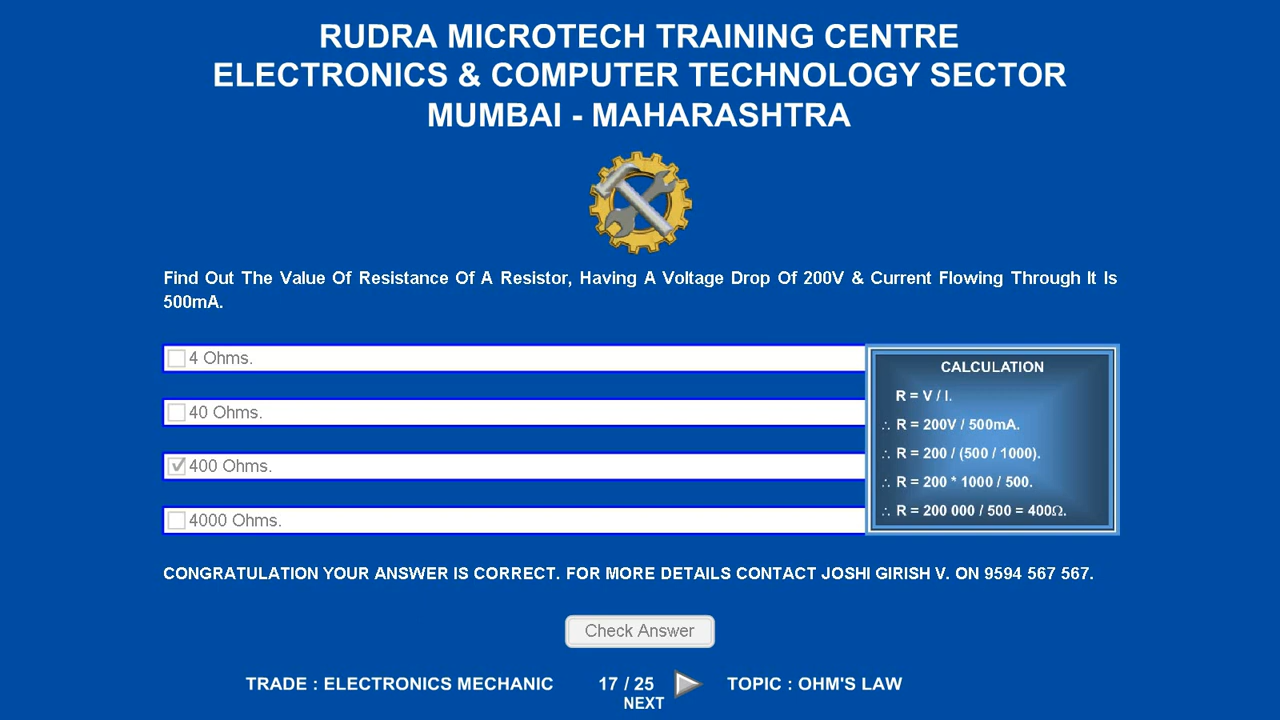 RUDRA MICROTECH TRAINING CENTRE
ELECTRONICS & COMPUTER TECHNOLOGY SECTOR
MUMBAI - MAHARASHTRA
Find Out The Value Of Resistance Of A Resistor, Having A Voltage Drop Of 200V & Current Flowing Through It Is
500mA.
4 Ohms.
40 Ohms.
400 Ohms.
4000 Ohms.
CALCULATION
R = V / I.
∴ R = 200V / 500mA.
∴ R = 200 / (500 / 1000).
∴ R = 200 * 1000 / 500.
∴ R = 200 000 / 500 = 400Ω.
CONGRATULATION YOUR ANSWER IS CORRECT. FOR MORE DETAILS CONTACT JOSHI GIRISH V. ON 9594 567 567.
Check Answer
TRADE : ELECTRONICS MECHANIC 17 / 25 TOPIC : OHM'S LAW
NEXT